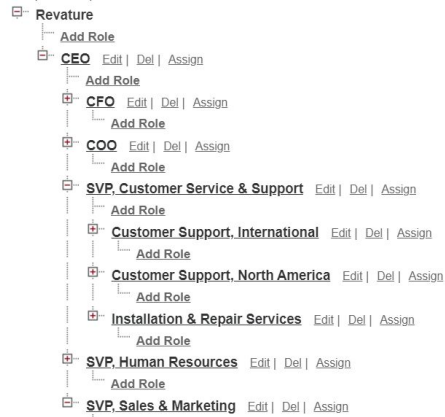 Revature
Add Role
CEO Edit | Del | Assign
Add Role
CFO Edit | Del | Assign
Add Role
COO Edit | Del | Assign
Add Role
SVP, Customer Service & Support Edit | Del | Assign
Add Role
Customer Support, International Edit | Del | Assign
Add Role
Customer Support, North America Edit | Del | Assign
Add Role
Installation & Repair Services Edit | Del | Assign
Add Role
SVP, Human Resources Edit | Del | Assign
Add Role
SVP, Sales & Marketing Edit | Del | Assign